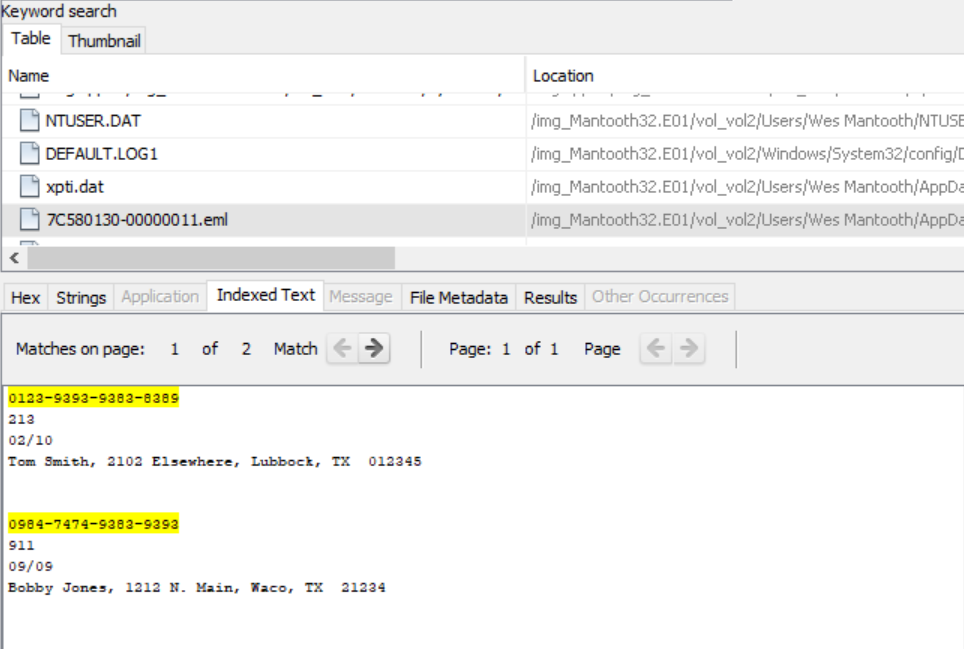 Keyword search
Table Thumbnail
Name Location
NTUSER.DAT /img_Mantooth32.E01/vol_vol2/Users/Wes Mantooth/NTUSE
DEFAULT.LOG1 /img_Mantooth32.E01/vol_vol2/Windows/System32/config/D
xpti.dat /img_Mantooth32.E01/vol_vol2/Users/Wes Mantooth/AppDa
7C580130-00000011.eml /img_Mantooth32.E01/vol_vol2/Users/Wes Mantooth/AppDa
Hex Strings Application Indexed Text Message File Metadata Results Other Occurrences
Matches on page: 1 of 2 Match Page: 1 of 1 Page
0123-9393-9383-8389
213
02/10
Tom Smith, 2102 Elsewhere, Lubbock, TX 012345
0984-7474-9383-9393
911
09/09
Bobby Jones, 1212 N. Main, Waco, TX 21234